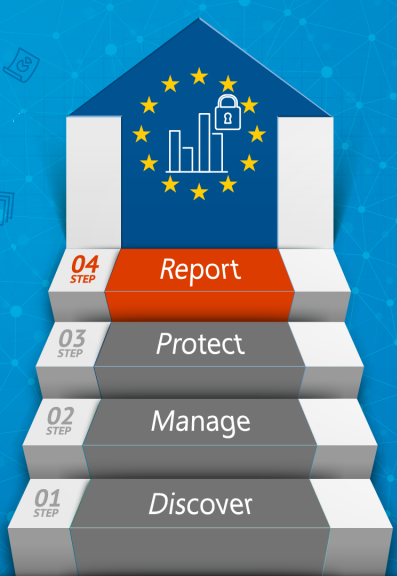 04
STEP
Report
03
STEP
Protect
02
STEP
Manage
01
STEP
Discover